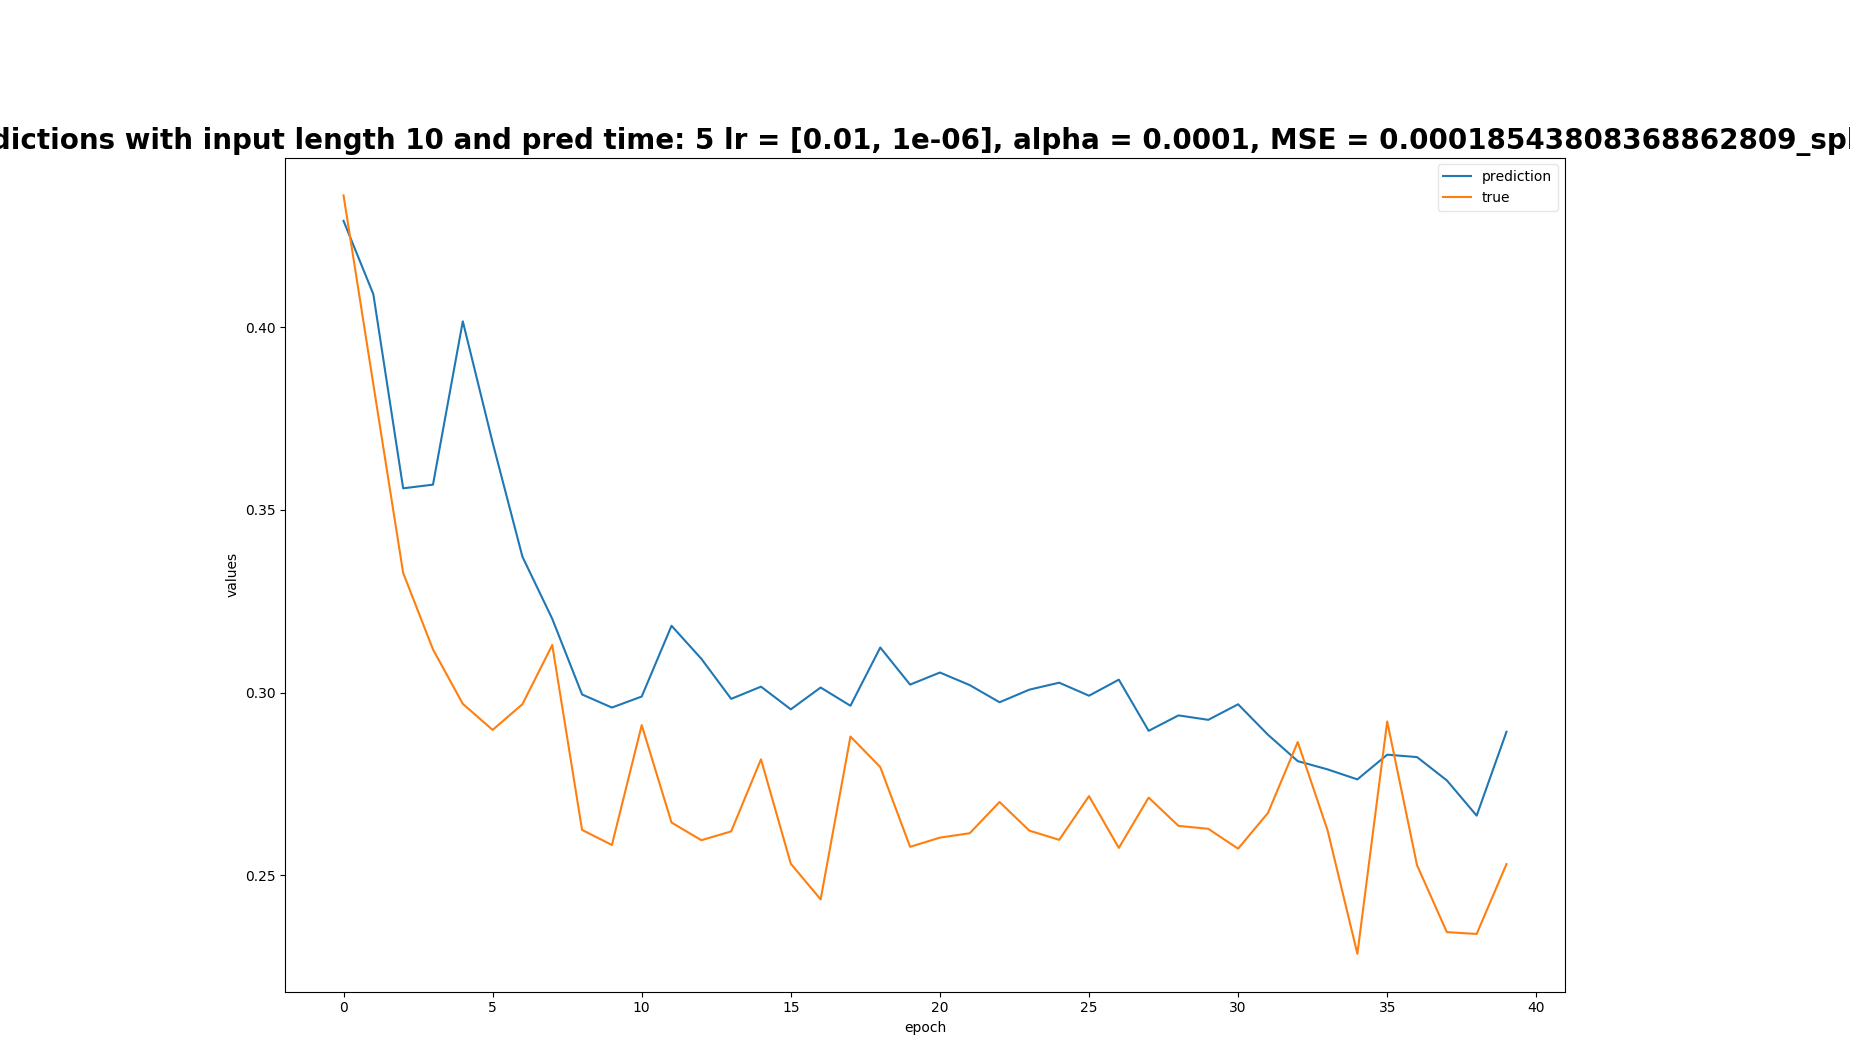 dictions with input length 10 and pred time: 5 lr = [0.01, 1e-06], alpha = 0.0001, MSE = 0.00018543808368862809_spl
prediction
true
0.40
0.35
0.30
0.25
values
0 5 10 15 20 25 30 35 40
epoch